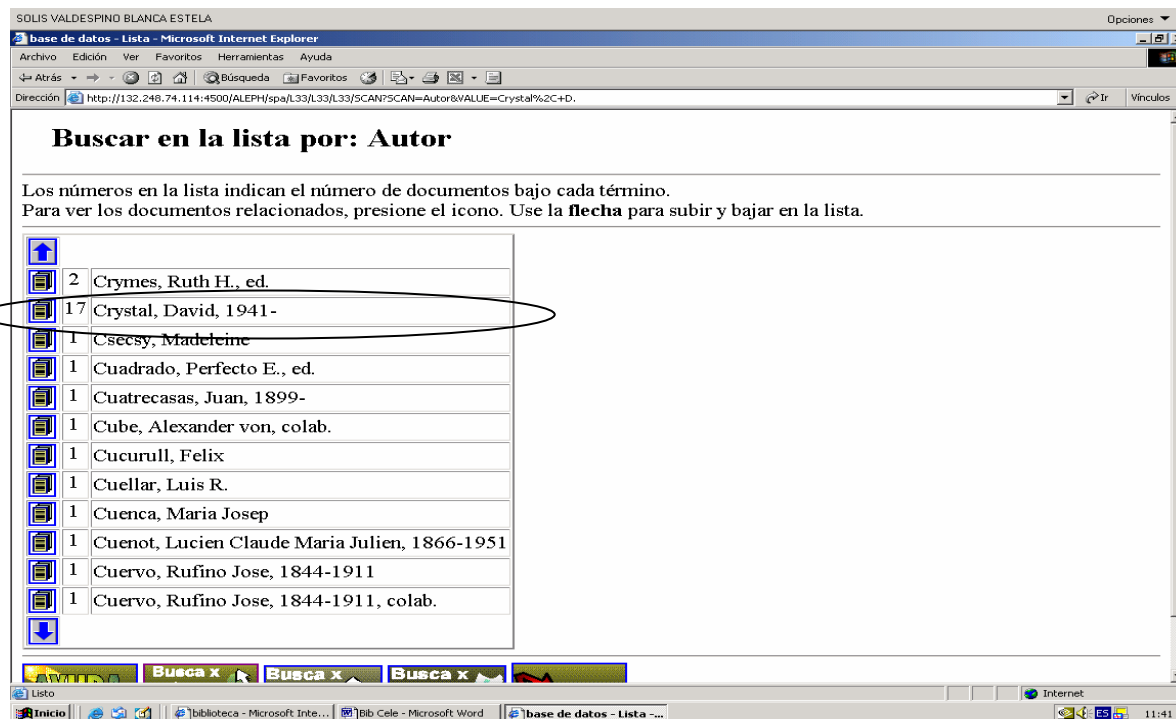 SOLIS VALDESPINO BLANCA ESTELA
Opciones
base de datos - Lista - Microsoft Internet Explorer
Archivo Edición Ver Favoritos Herramientas Ayuda
Atrás Búsqueda Favoritos
Dirección http://132.248.74.114:4500/ALEPH/spa/L33/L33/L33/SCAN?SCAN=Autor&VALUE=Crystal%2C+D. Ir Vínculos
Buscar en la lista por: Autor
Los números en la lista indican el número de documentos bajo cada término.
Para ver los documentos relacionados, presione el icono. Use la flecha para subir y bajar en la lista.
2 Crymes, Ruth H., ed.
17 Crystal, David, 1941-
1 Csecsy, Madeleine
1 Cuadrado, Perfecto E., ed.
1 Cuatrecasas, Juan, 1899-
1 Cube, Alexander von, colab.
1 Cucurull, Felix
1 Cuellar, Luis R.
1 Cuenca, Maria Josep
1 Cuenot, Lucien Claude Maria Julien, 1866-1951
1 Cuervo, Rufino Jose, 1844-1911
1 Cuervo, Rufino Jose, 1844-1911, colab.
AYUDA Busca x Busca x Busca x
Listo Internet
Inicio biblioteca - Microsoft Inte... Bib Cele - Microsoft Word base de datos - Lista -... ES 11:41